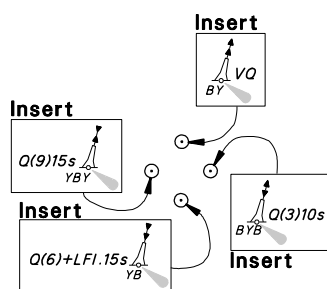 Insert
VQ
BY
Insert
Q(9)15s
YBY
Insert
Q(3)10s
BYB
Insert
Q(6)+LFl.15s
YB